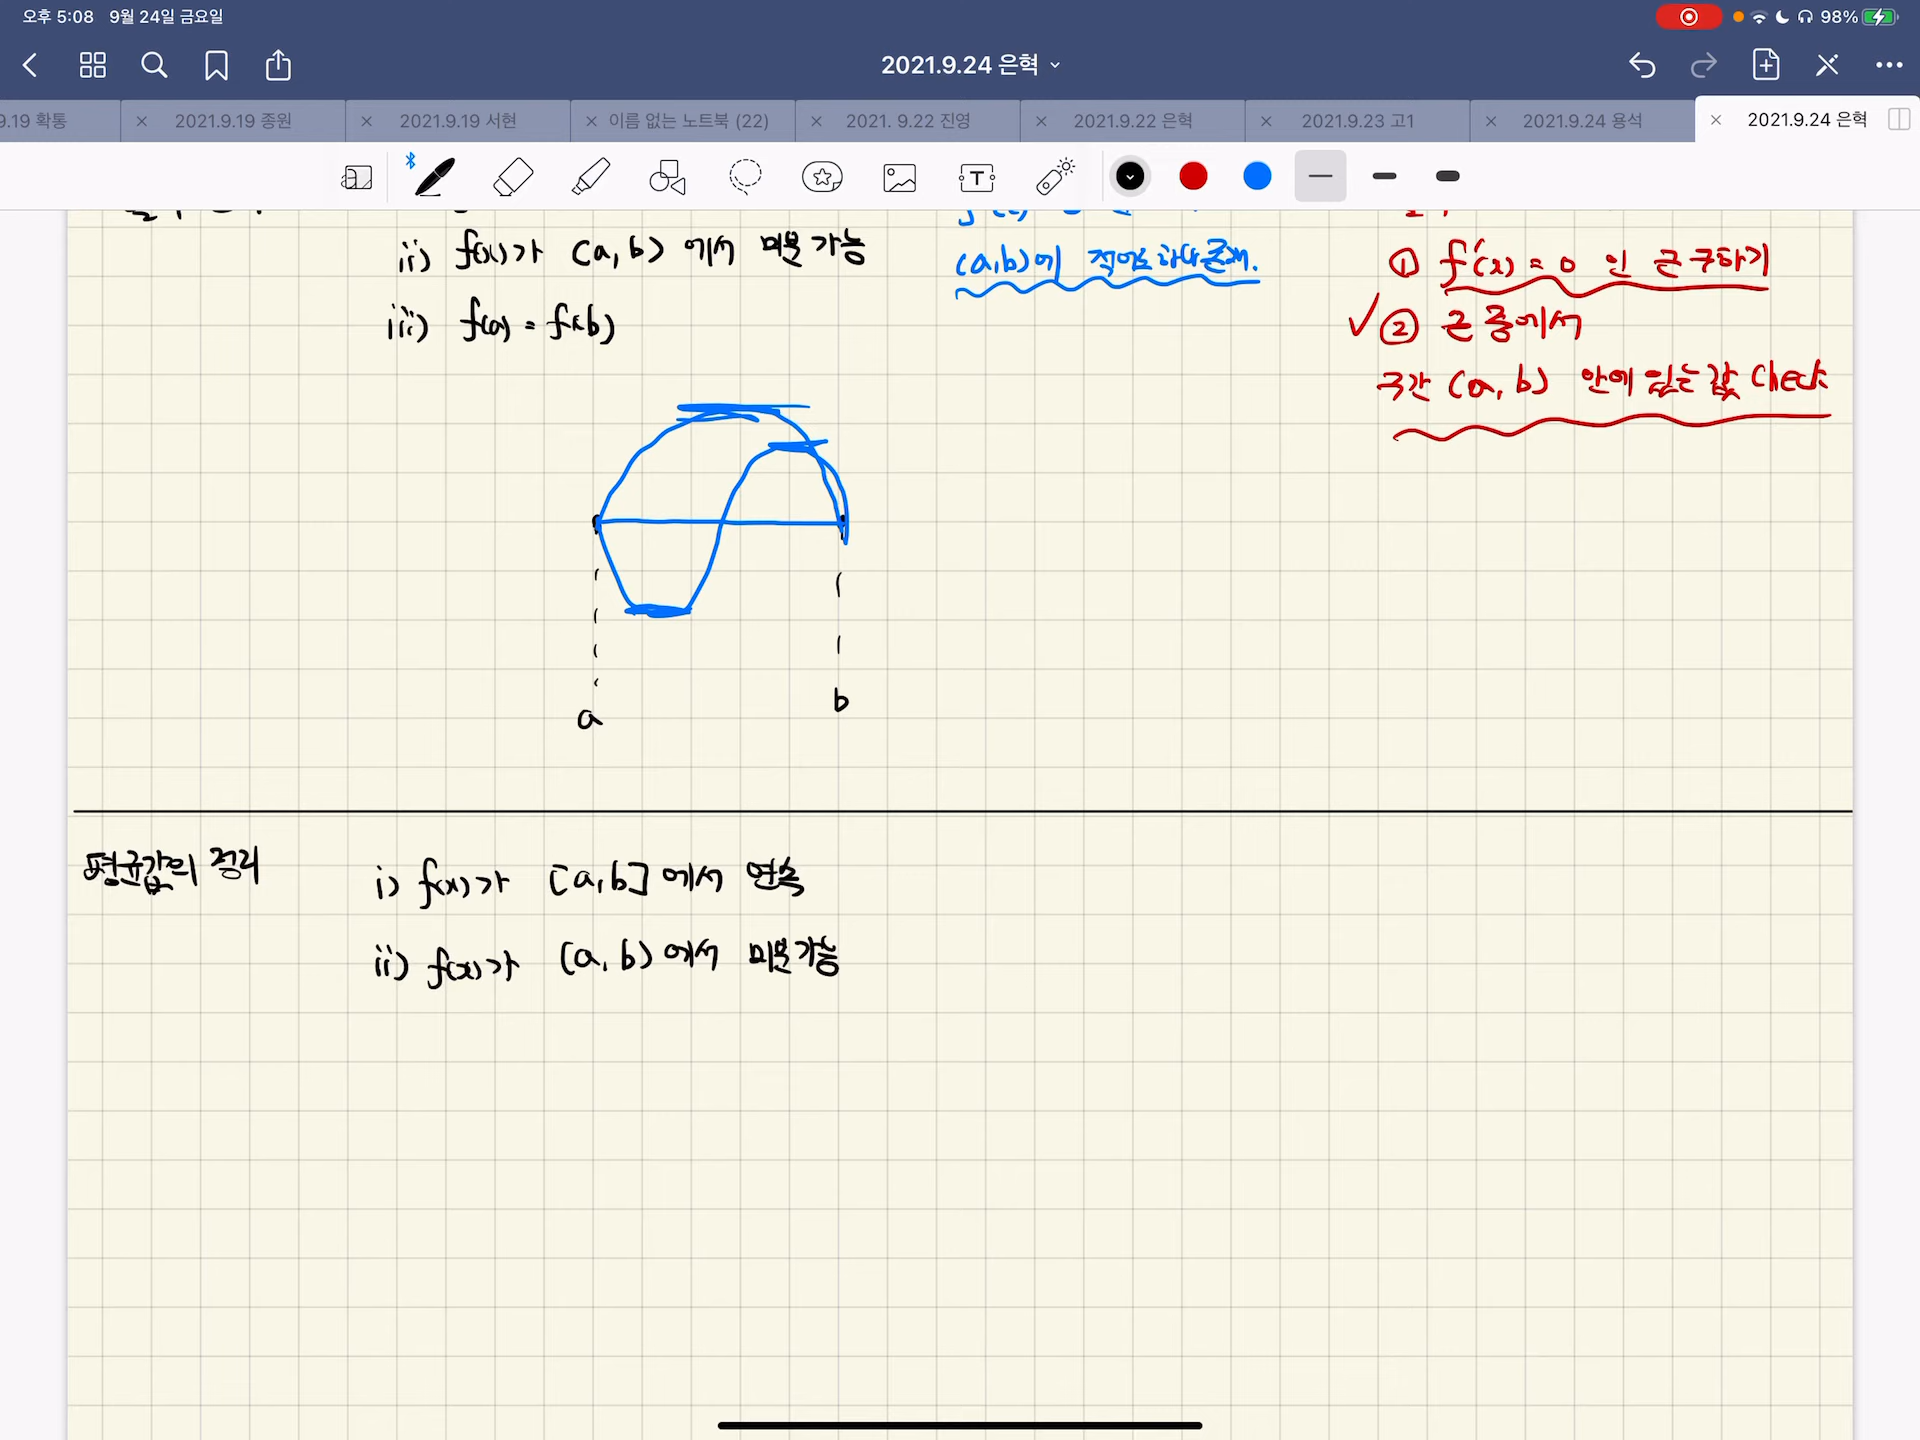 오후 5:08 9월 24일 금요일
98%
2021.9.24 은혁
9.19 확통
2021.9.19 종원
2021.9.19 서현
이름 없는 노트북 (22)
2021. 9.22 진영
2021.9.22 은혁
2021.9.23 고1
2021.9.24 용석
2021.9.24 은혁
ii) f(x)가 (a, b) 에서 미분 가능
iii) f(a) = f(b)
(a,b)에 적어도 하나 존재.
① f'(x) = 0 인 근 구하기
② 근 중에서
구간 (a, b) 안에 있는 값 check
a
b
평균값의 정리
i) f(x)가 [a,b] 에서 연속
ii) f(x)가 (a, b) 에서 미분가능